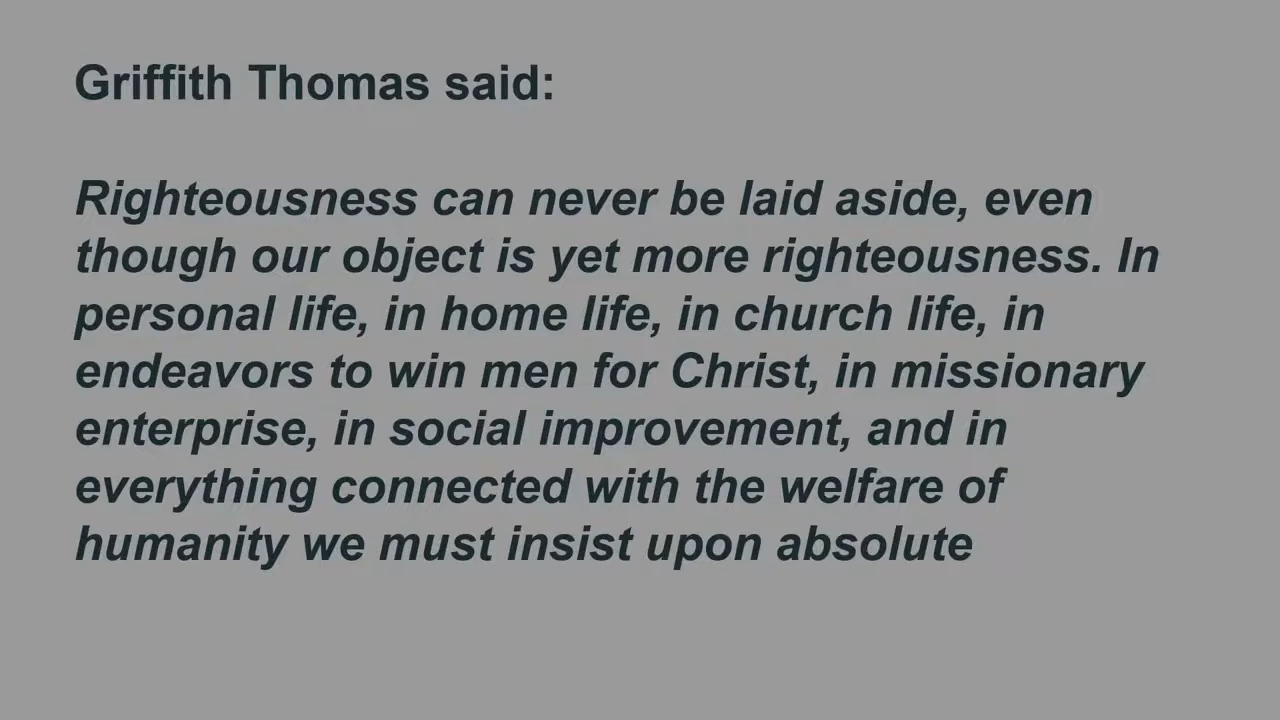 Griffith Thomas said:
Righteousness can never be laid aside, even
though our object is yet more righteousness. In
personal life, in home life, in church life, in
endeavors to win men for Christ, in missionary
enterprise, in social improvement, and in
everything connected with the welfare of
humanity we must insist upon absolute